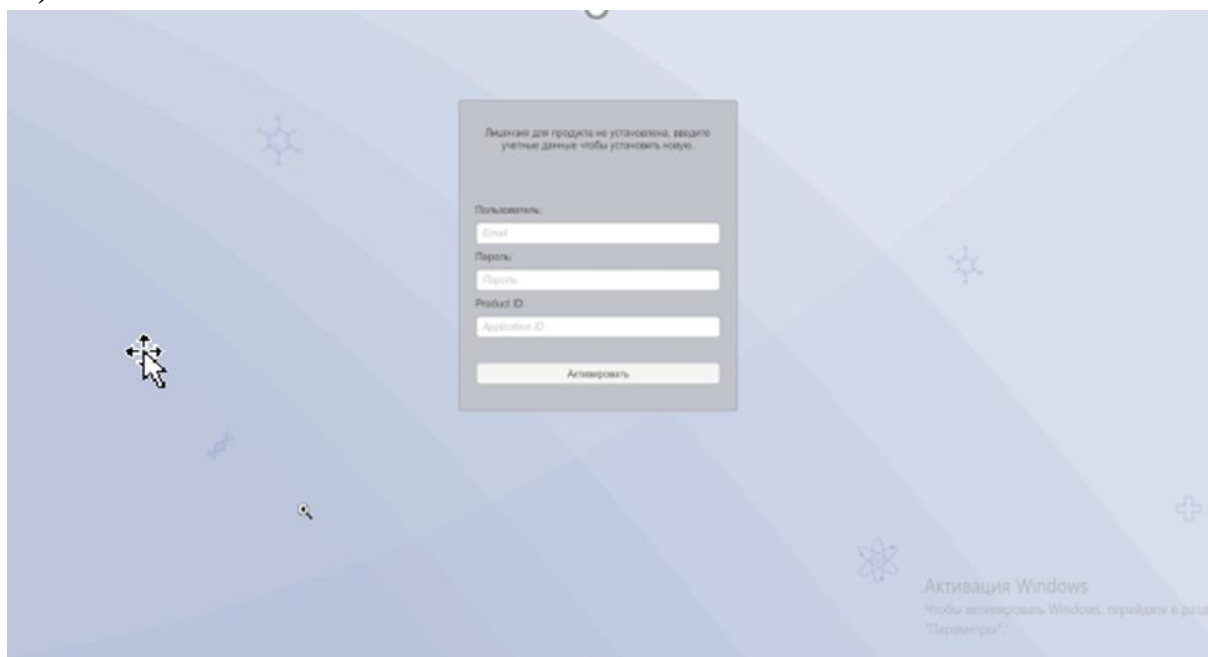 Лицензия для продукта не установлена, введите
учетные данные чтобы установить новую.
Пользователь:
Email
Пароль:
Пароль
Product ID:
Application ID
Активировать
Активация Windows
Чтобы активировать Windows, перейдите в разд
"Параметры".